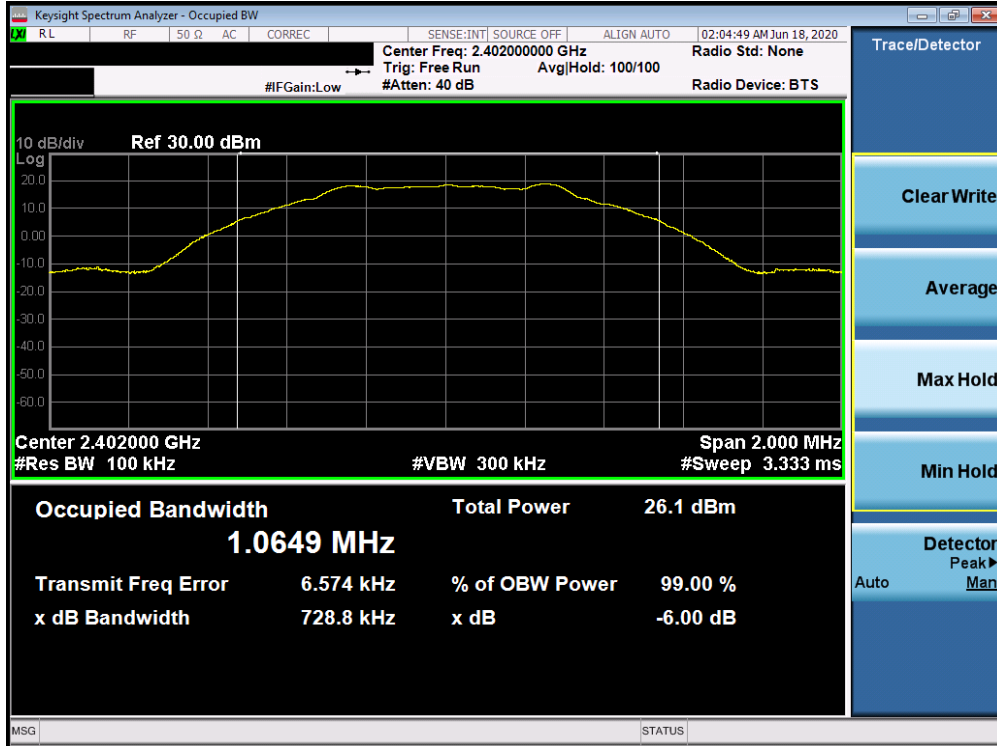 Keysight Spectrum Analyzer - Occupied BW
LXI RL RF 50 Ω AC CORREC SENSE:INT SOURCE OFF ALIGN AUTO 02:04:49 AM Jun 18, 2020
Center Freq: 2.402000000 GHz Radio Std: None
Trig: Free Run Avg|Hold: 100/100
#IFGain:Low #Atten: 40 dB Radio Device: BTS
10 dB/div Ref 30.00 dBm
Log
20.0
10.0
0.00
-10.0
-20.0
-30.0
-40.0
-50.0
-60.0
Center 2.402000 GHz Span 2.000 MHz
#Res BW 100 kHz #VBW 300 kHz #Sweep 3.333 ms
Occupied Bandwidth Total Power 26.1 dBm
1.0649 MHz
Transmit Freq Error 6.574 kHz % of OBW Power 99.00 %
x dB Bandwidth 728.8 kHz x dB -6.00 dB
MSG STATUS
Trace/Detector
Clear Write
Average
Max Hold
Min Hold
Detector
Peak▶
Auto Man